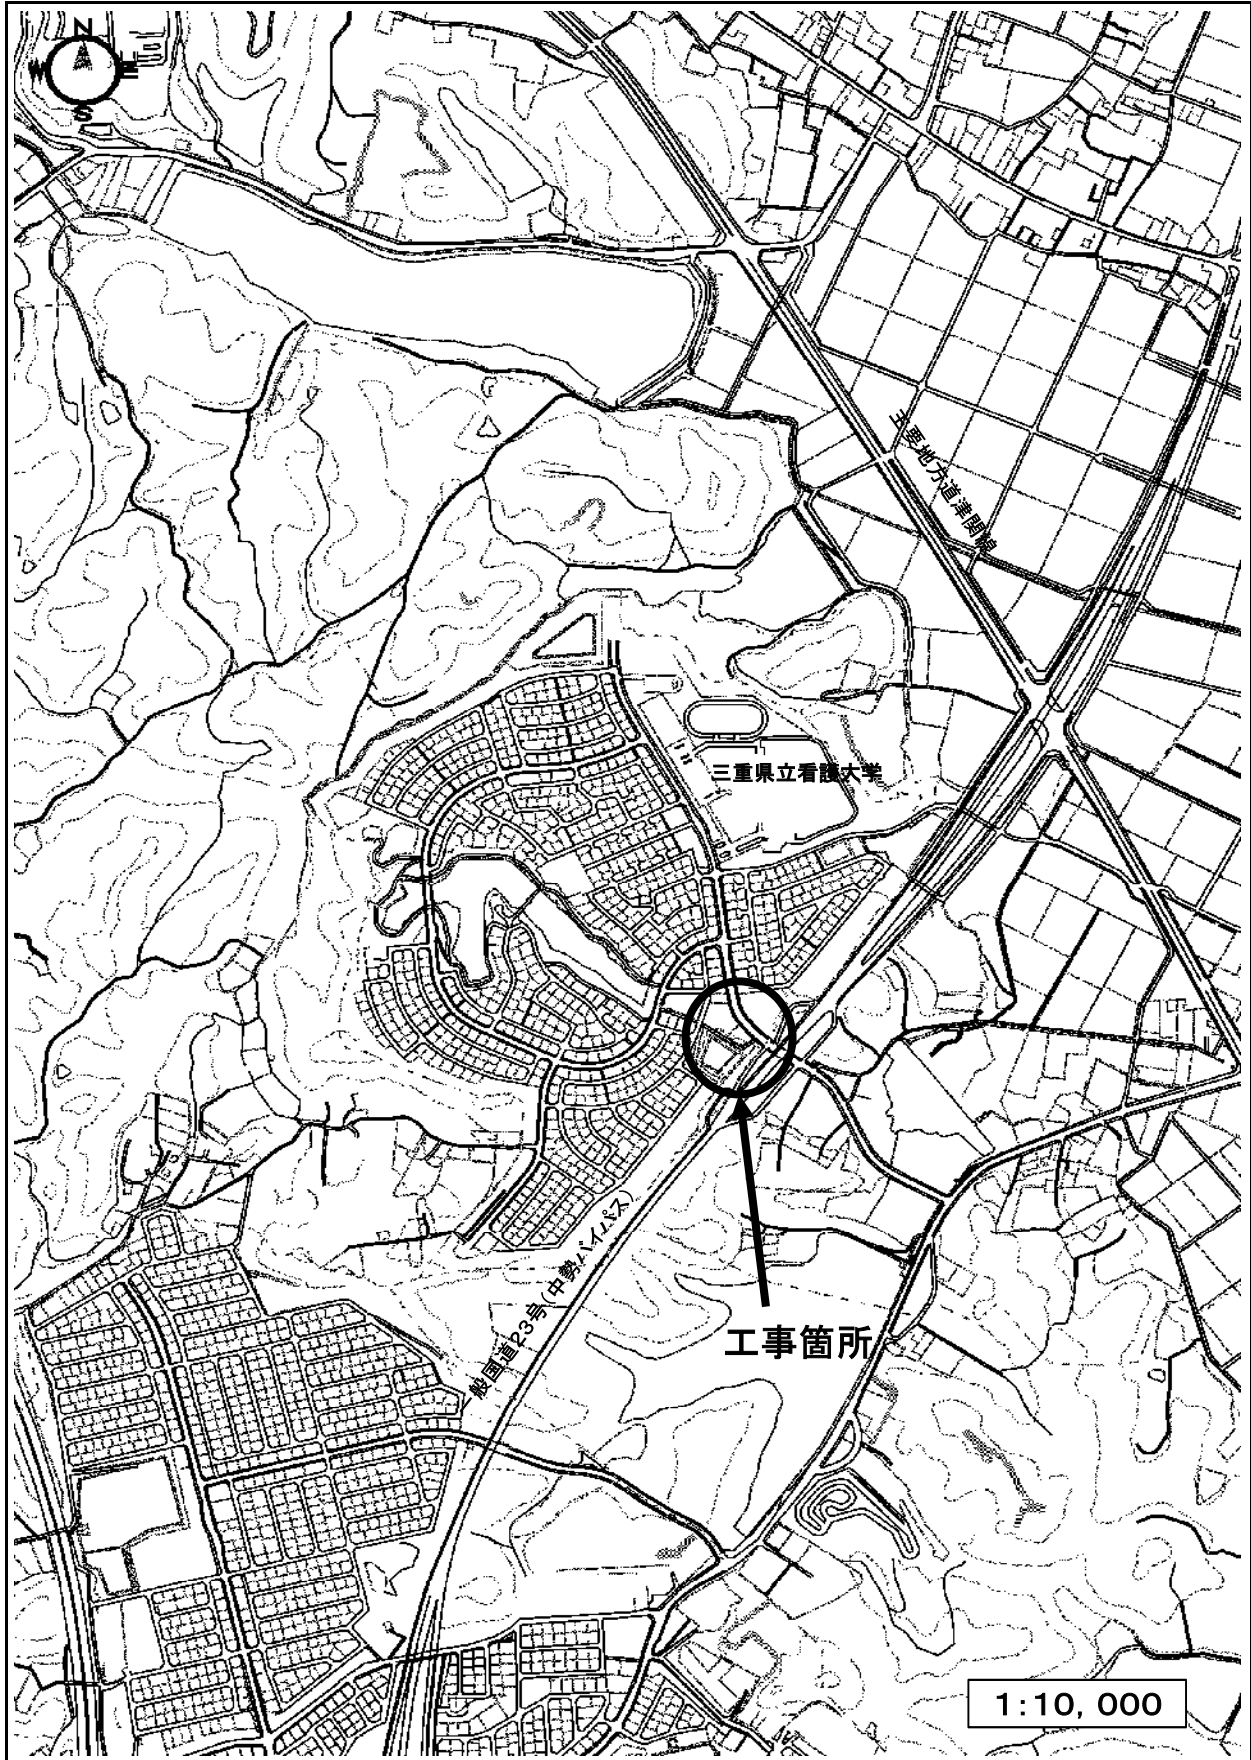 N
W E
S
主要地方道津関線
三重県立看護大学
一般国道23号(中勢バイパス)
工事箇所
1:10,000